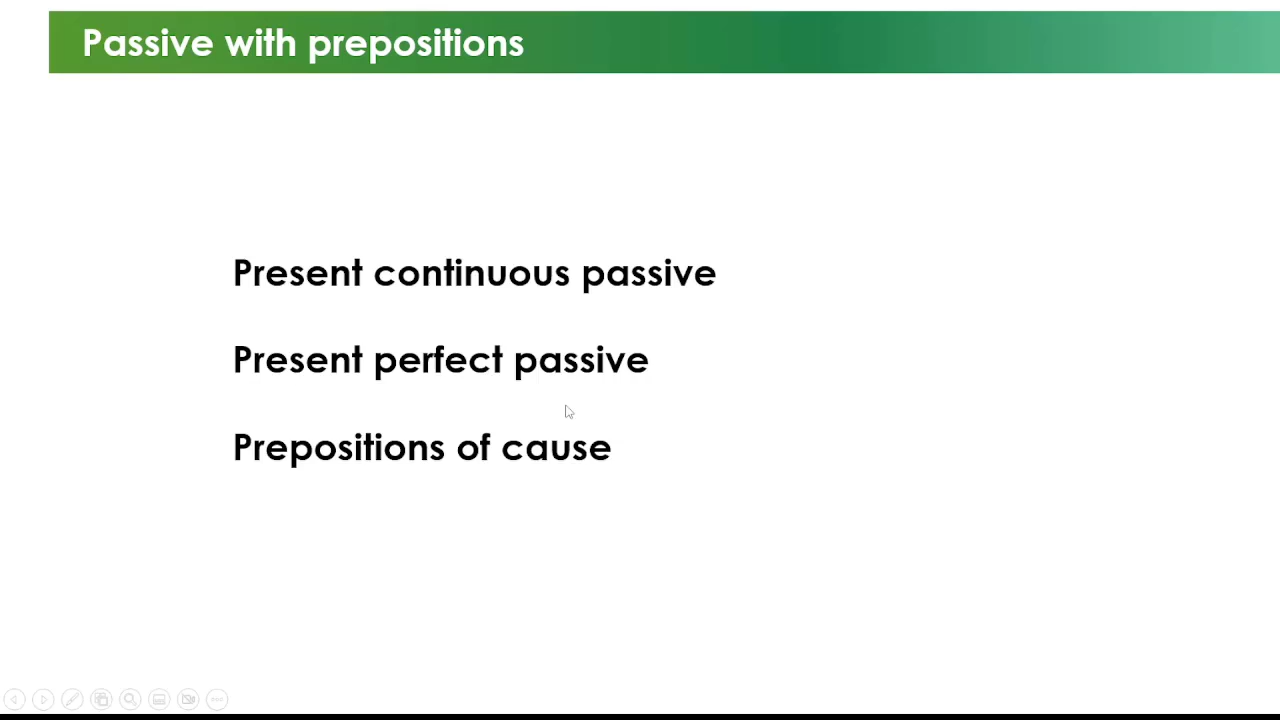 Passive with prepositions
Present continuous passive
Present perfect passive
Prepositions of cause